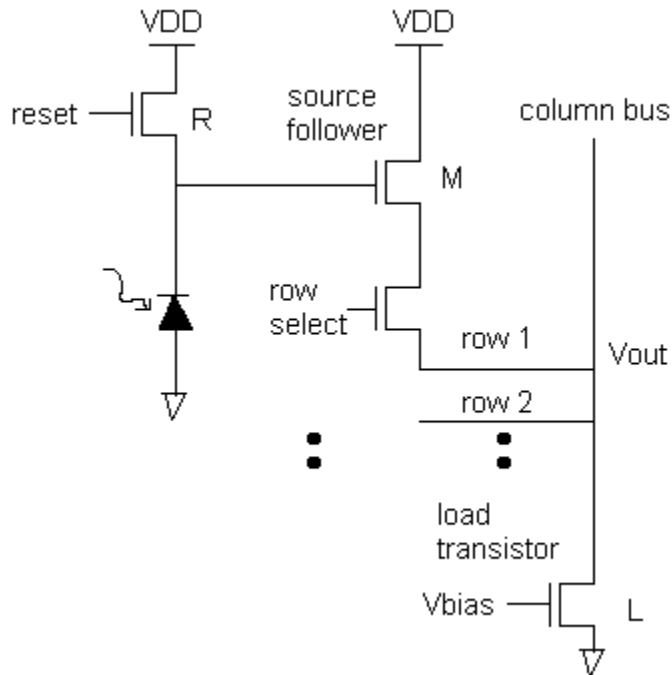 VDD
VDD
reset
R
source
follower
column bus
M
row
select
row 1
Vout
row 2
load
transistor
Vbias
L